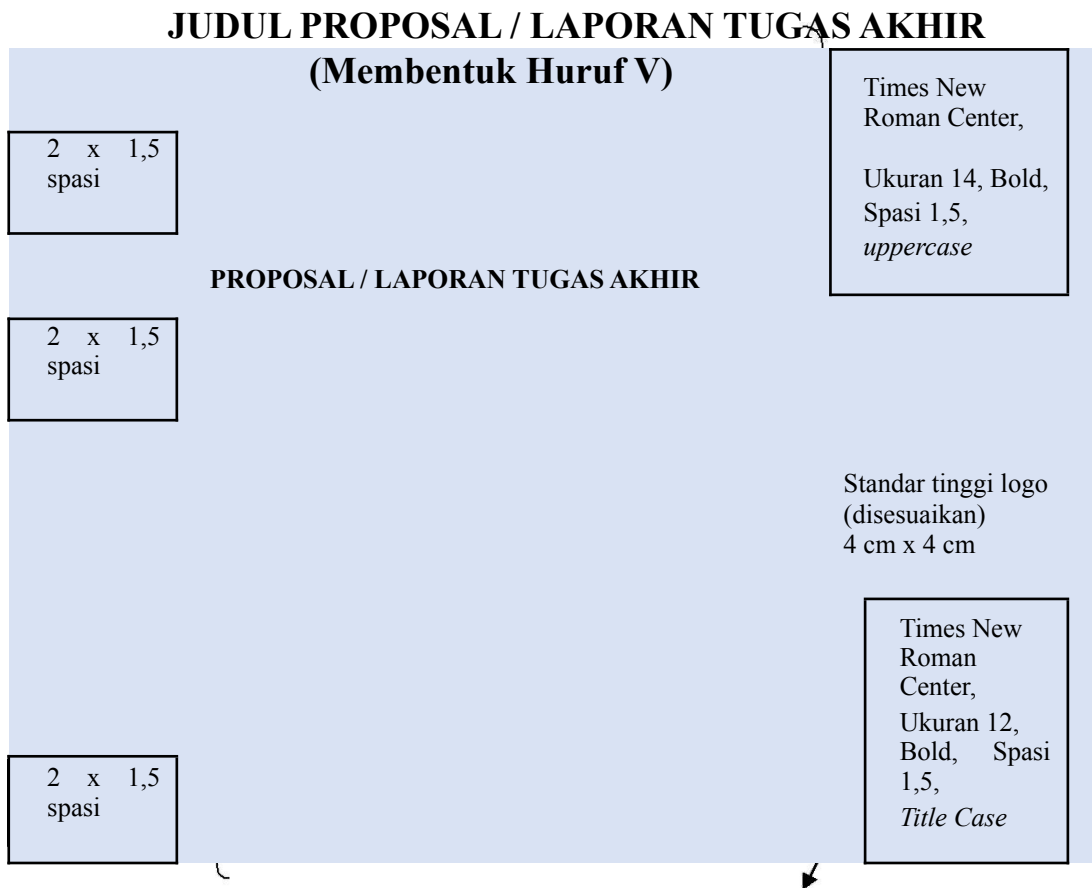 JUDUL PROPOSAL / LAPORAN TUGAS AKHIR
(Membentuk Huruf V)
Times New
Roman Center,
Ukuran 14, Bold,
Spasi 1,5,
uppercase
2 x 1,5
spasi
PROPOSAL / LAPORAN TUGAS AKHIR
2 x 1,5
spasi
Standar tinggi logo
(disesuaikan)
4 cm x 4 cm
Times New
Roman
Center,
Ukuran 12,
Bold, Spasi
1,5,
Title Case
2 x 1,5
spasi